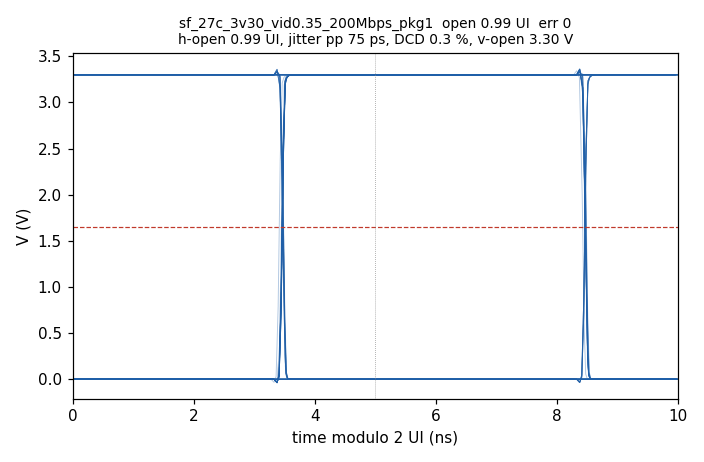 sf_27c_3v30_vid0.35_200Mbps_pkg1 open 0.99 UI err 0
h-open 0.99 UI, jitter pp 75 ps, DCD 0.3 %, v-open 3.30 V
3.5
3.0
2.5
2.0
1.5
1.0
0.5
0.0
V (V)
0 2 4 6 8 10
time modulo 2 UI (ns)